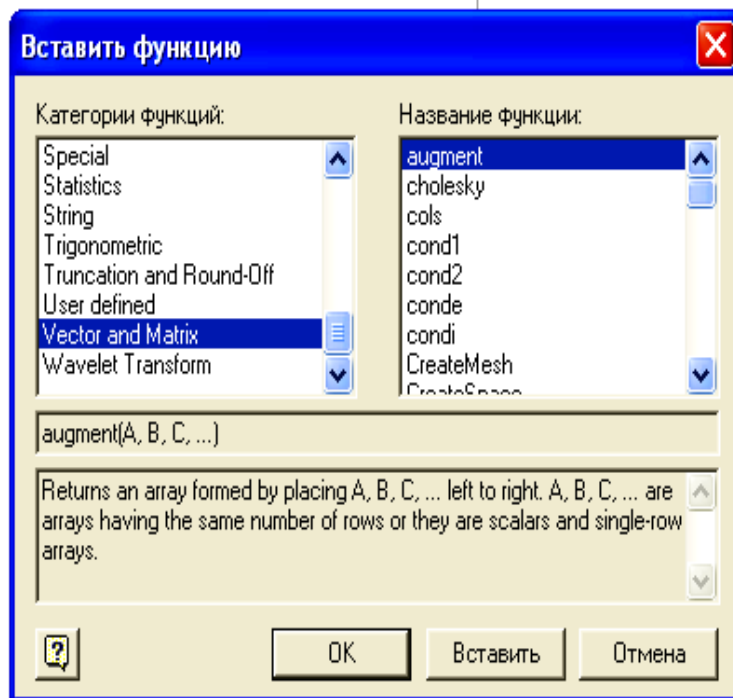 Вставить функцию
Категории функций:
Special
Statistics
String
Trigonometric
Truncation and Round-Off
User defined
Vector and Matrix
Wavelet Transform
Название функции:
augment
cholesky
cols
cond1
cond2
conde
condi
CreateMesh
CreateSpace
augment(A, B, C, ...)
Returns an array formed by placing A, B, C, ... left to right. A, B, C, ... are
arrays having the same number of rows or they are scalars and single-row
arrays.
?
OK
Вставить
Отмена